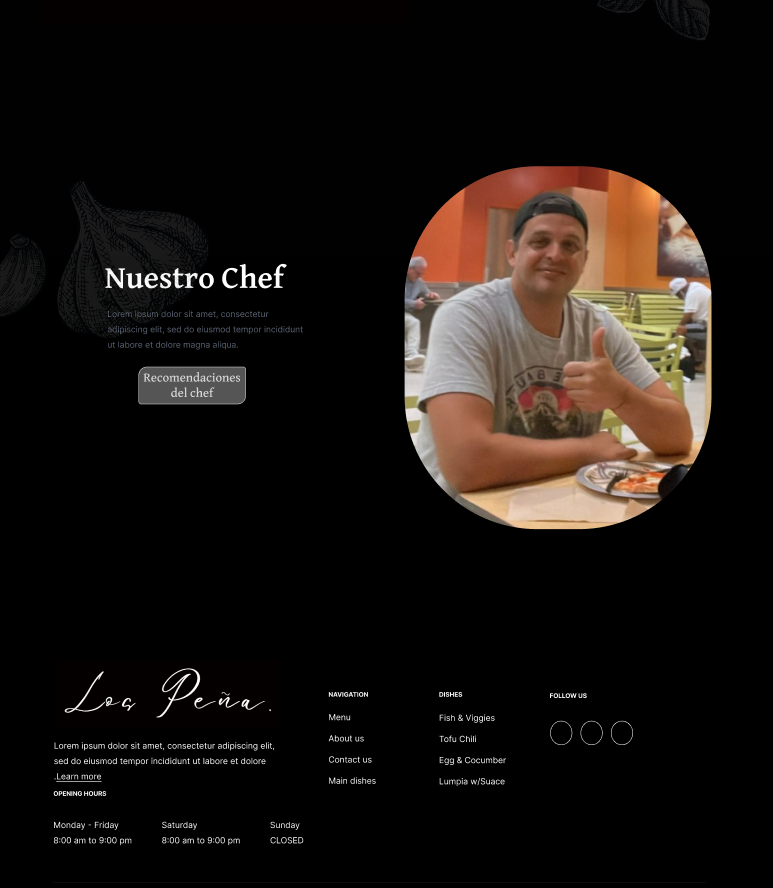 Nuestro Chef
Lorem ipsum dolor sit amet, consectetur
adipiscing elit, sed do eiusmod tempor incididunt
ut labore et dolore magna aliqua.
Recomendaciones
del chef
Los Peña.
Lorem ipsum dolor sit amet, consectetur adipiscing elit,
sed do eiusmod tempor incididunt ut labore et dolore
.Learn more
OPENING HOURS
Monday - Friday
8:00 am to 9:00 pm
Saturday
8:00 am to 9:00 pm
Sunday
CLOSED
NAVIGATION
Menu
About us
Contact us
Main dishes
DISHES
Fish & Viggies
Tofu Chili
Egg & Cocumber
Lumpia w/Suace
FOLLOW US